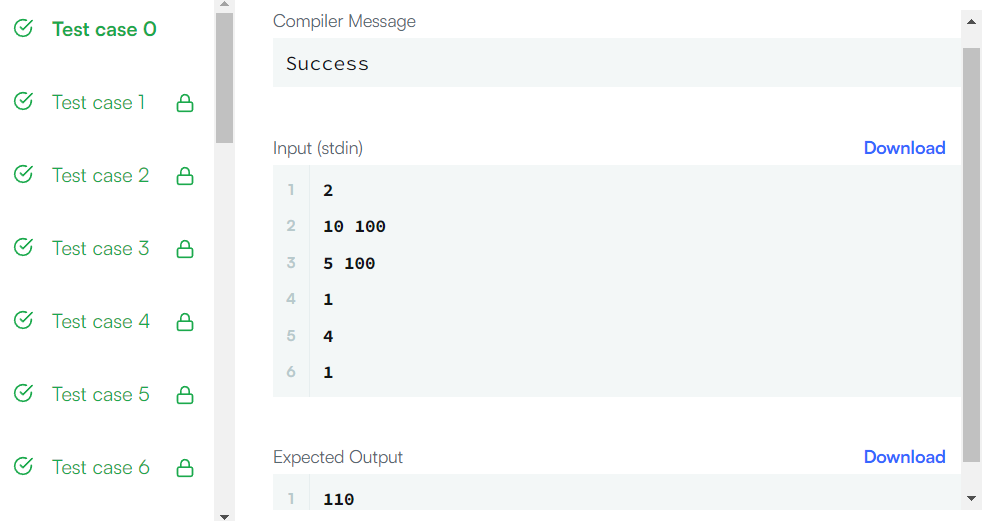 Test case 0
Test case 1
Test case 2
Test case 3
Test case 4
Test case 5
Test case 6
Compiler Message
Success
Input (stdin)
Download
1 2
2 10 100
3 5 100
4 1
5 4
6 1
Expected Output
Download
1 110